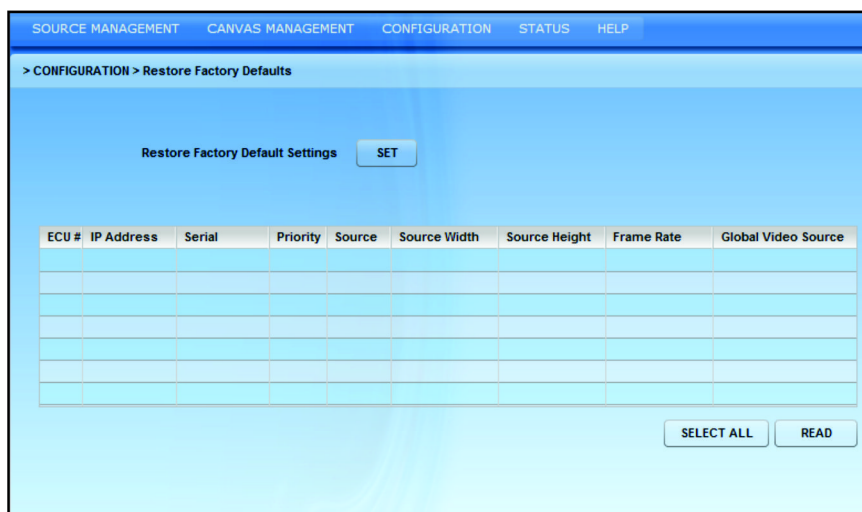 SOURCE MANAGEMENT CANVAS MANAGEMENT CONFIGURATION STATUS HELP
> CONFIGURATION > Restore Factory Defaults
Restore Factory Default Settings SET
ECU # IP Address Serial Priority Source Source Width Source Height Frame Rate Global Video Source
SELECT ALL READ